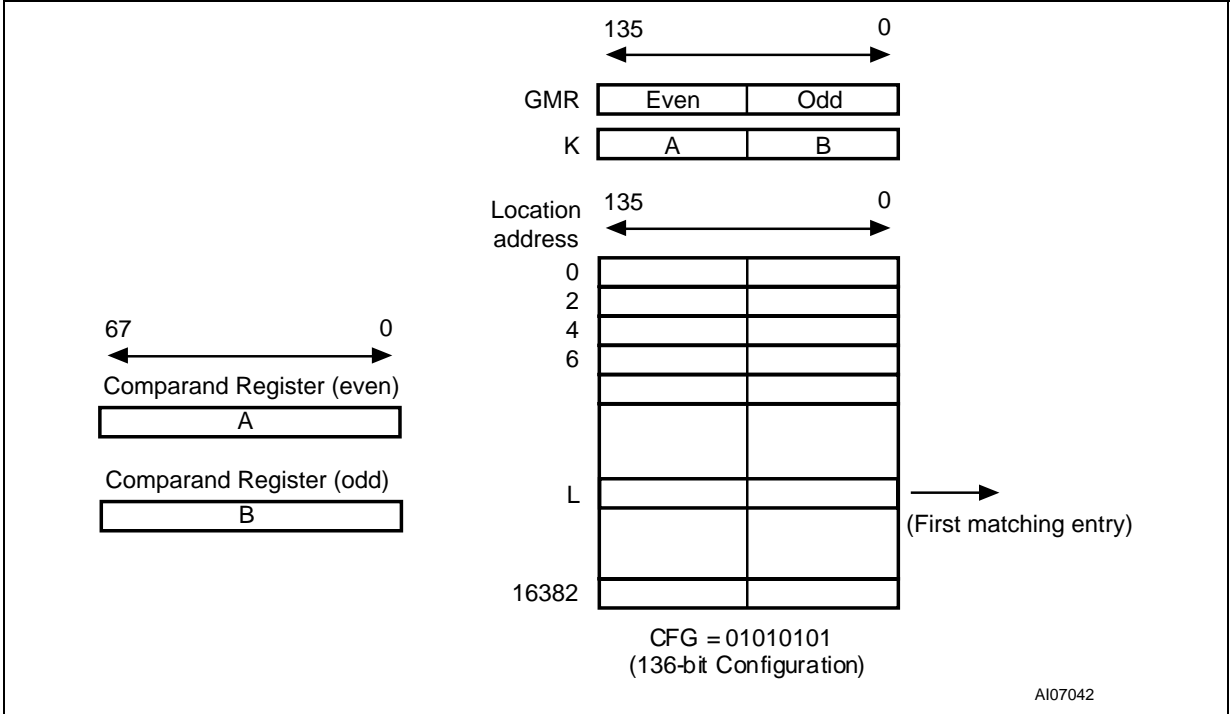 135 0
GMR Even Odd
K A B
Location
address
135 0
0
2
4
6
67 0
Comparand Register (even)
A
Comparand Register (odd)
B
L
(First matching entry)
16382
CFG = 01010101
(136-bit Configuration)
AI07042